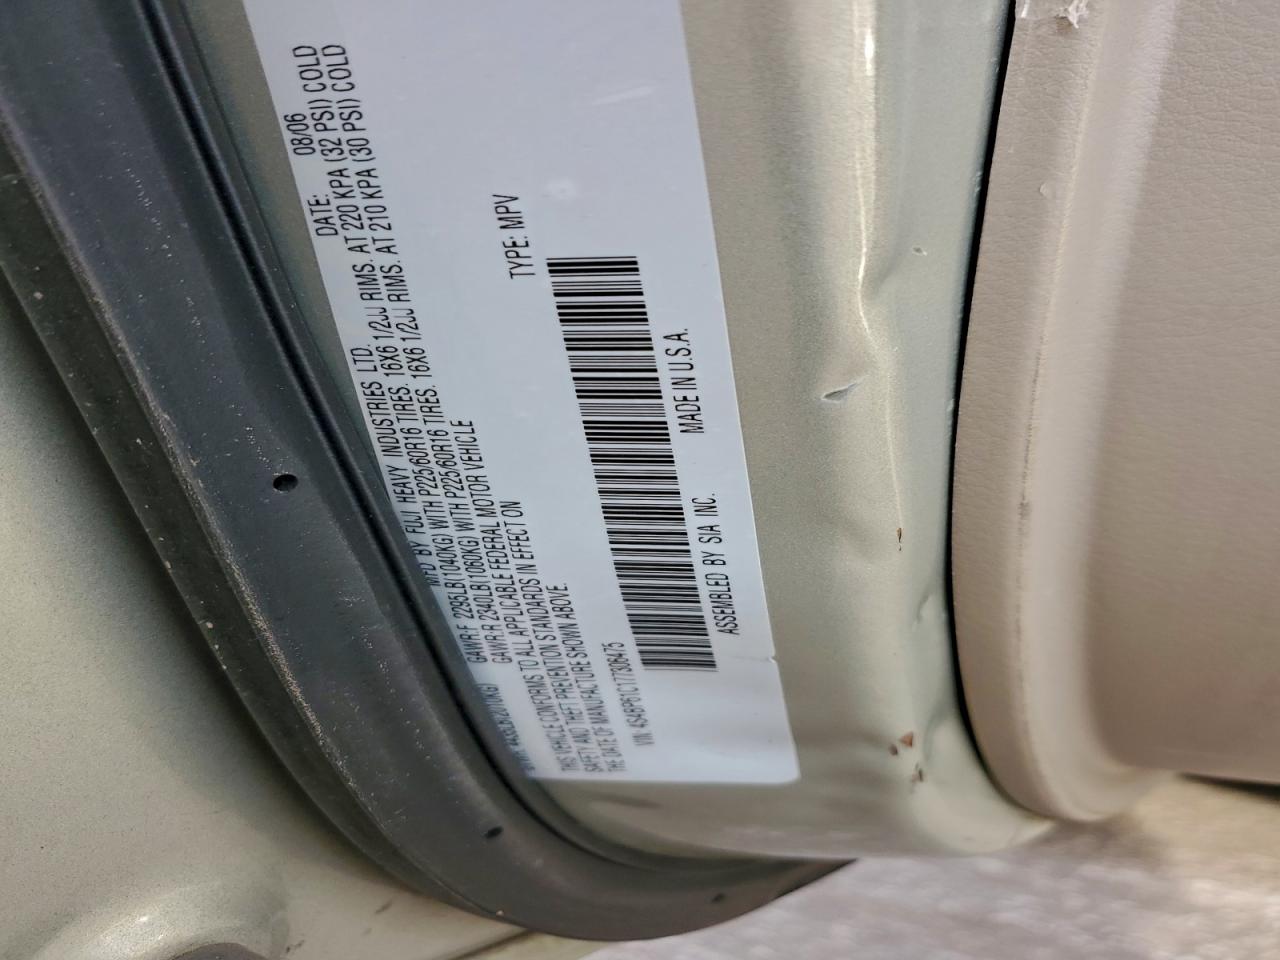 MFD BY FUJI HEAVY INDUSTRIES LTD. DATE: 08/06
GAWR:F 2295LB(1040KG) WITH P225/60R16 TIRES. 16X6 1/2JJ RIMS. AT 220 KPA (32 PSI) COLD
GAWR:R 2340LB(1060KG) WITH P225/60R16 TIRES. 16X6 1/2JJ RIMS. AT 210 KPA (30 PSI) COLD
THIS VEHICLE CONFORMS TO ALL APPLICABLE FEDERAL MOTOR VEHICLE
SAFETY AND THEFT PREVENTION STANDARDS IN EFFECT ON
THE DATE OF MANUFACTURE SHOWN ABOVE.
VIN: 4S4BP61C177306475 TYPE: MPV
ASSEMBLED BY SIA INC. MADE IN U.S.A.